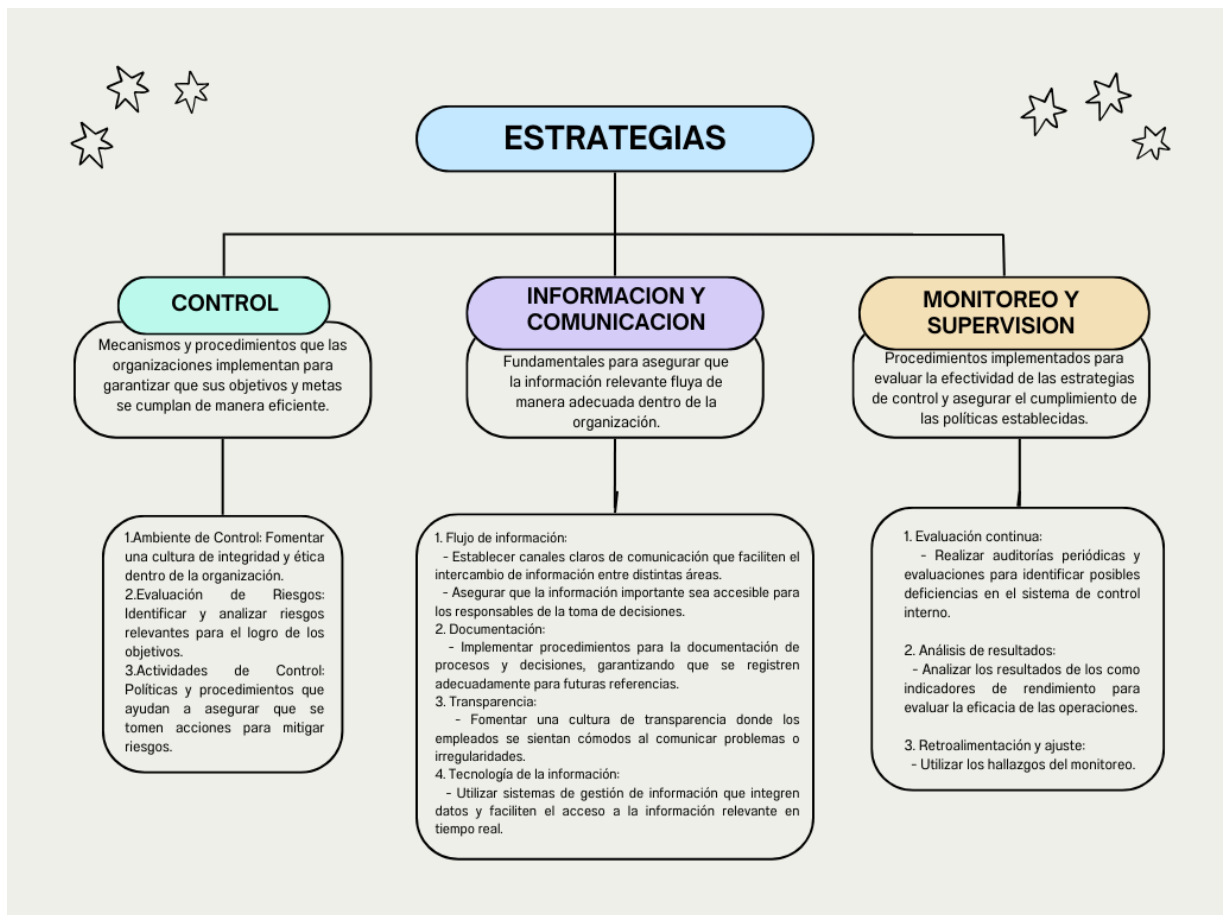 ESTRATEGIAS
CONTROL
Mecanismos y procedimientos que las
organizaciones implementan para
garantizar que sus objetivos y metas
se cumplan de manera eficiente.
1.Ambiente de Control: Fomentar
una cultura de integridad y ética
dentro de la organización.
2.Evaluación de Riesgos:
Identificar y analizar riesgos
relevantes para el logro de los
objetivos.
3.Actividades de Control:
Políticas y procedimientos que
ayudan a asegurar que se
tomen acciones para mitigar
riesgos.
INFORMACION Y
COMUNICACION
Fundamentales para asegurar que
la información relevante fluya de
manera adecuada dentro de la
organización.
1. Flujo de información:
- Establecer canales claros de comunicación que faciliten el
intercambio de información entre distintas áreas.
- Asegurar que la información importante sea accesible para
los responsables de la toma de decisiones.
2. Documentación:
- Implementar procedimientos para la documentación de
procesos y decisiones, garantizando que se registren
adecuadamente para futuras referencias.
3. Transparencia:
- Fomentar una cultura de transparencia donde los
empleados se sientan cómodos al comunicar problemas o
irregularidades.
4. Tecnología de la información:
- Utilizar sistemas de gestión de información que integren
datos y faciliten el acceso a la información relevante en
tiempo real.
MONITOREO Y
SUPERVISION
Procedimientos implementados para
evaluar la efectividad de las estrategias
de control y asegurar el cumplimiento de
las políticas establecidas.
1. Evaluación continua:
- Realizar auditorías periódicas y
evaluaciones para identificar posibles
deficiencias en el sistema de control
interno.
2. Análisis de resultados:
- Analizar los resultados de los como
indicadores de rendimiento para
evaluar la eficacia de las operaciones.
3. Retroalimentación y ajuste:
- Utilizar los hallazgos del monitoreo.